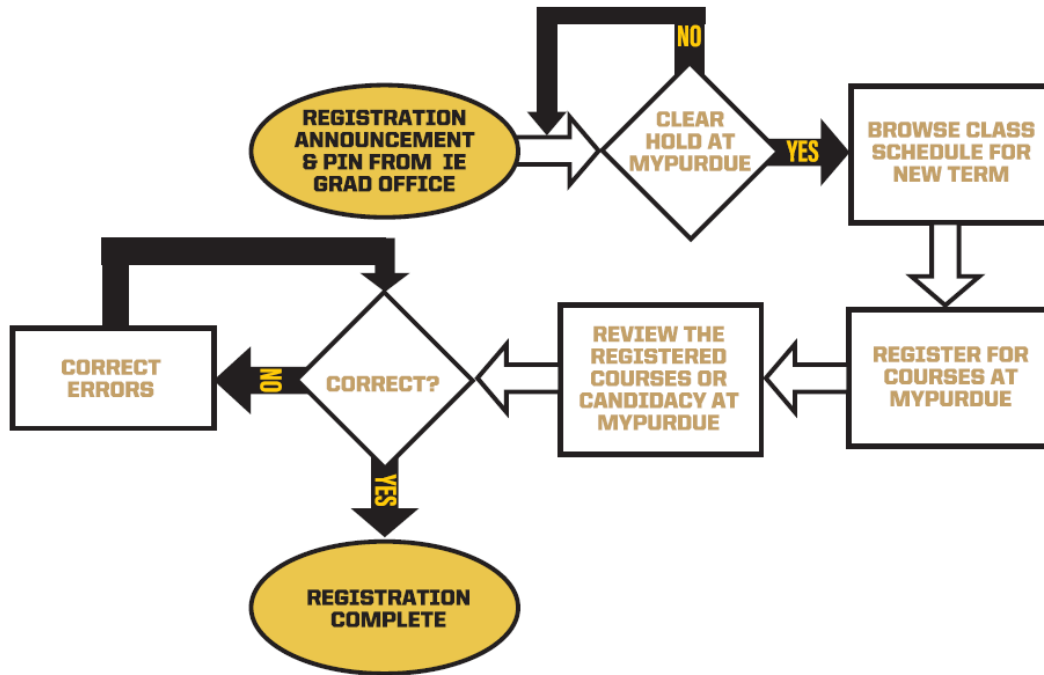 NO
REGISTRATION
ANNOUNCEMENT
& PIN FROM IE
GRAD OFFICE
CLEAR
HOLD AT
MYPURDUE
YES
BROWSE CLASS
SCHEDULE FOR
NEW TERM
REGISTER FOR
COURSES AT
MYPURDUE
REVIEW THE
REGISTERED
COURSES OR
CANDIDACY AT
MYPURDUE
CORRECT?
NO
CORRECT
ERRORS
YES
REGISTRATION
COMPLETE